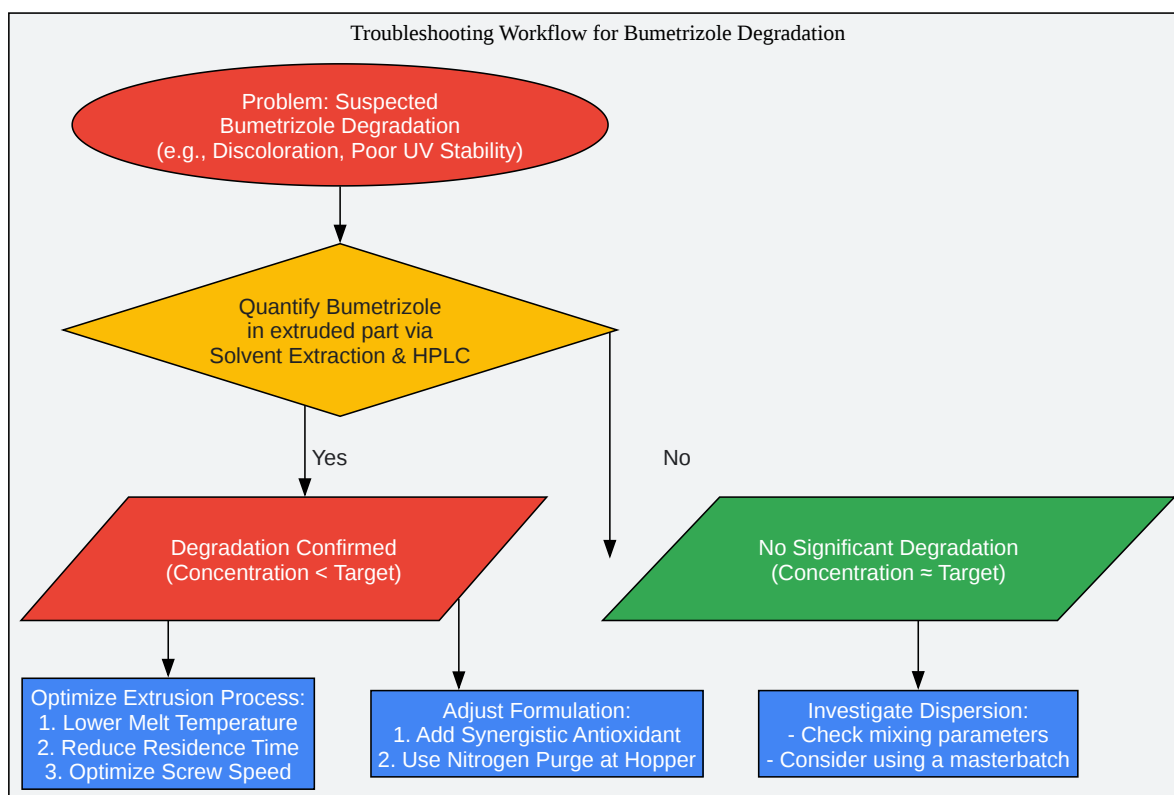 Troubleshooting Workflow for Bumetrizole Degradation
Problem: Suspected
Bumetrizole Degradation
(e.g., Discoloration, Poor UV Stability)
Quantify Bumetrizole
in extruded part via
Solvent Extraction & HPLC
Yes
No
Degradation Confirmed
(Concentration < Target)
No Significant Degradation
(Concentration ≈ Target)
Optimize Extrusion Process:
1. Lower Melt Temperature
2. Reduce Residence Time
3. Optimize Screw Speed
Adjust Formulation:
1. Add Synergistic Antioxidant
2. Use Nitrogen Purge at Hopper
Investigate Dispersion:
- Check mixing parameters
- Consider using a masterbatch